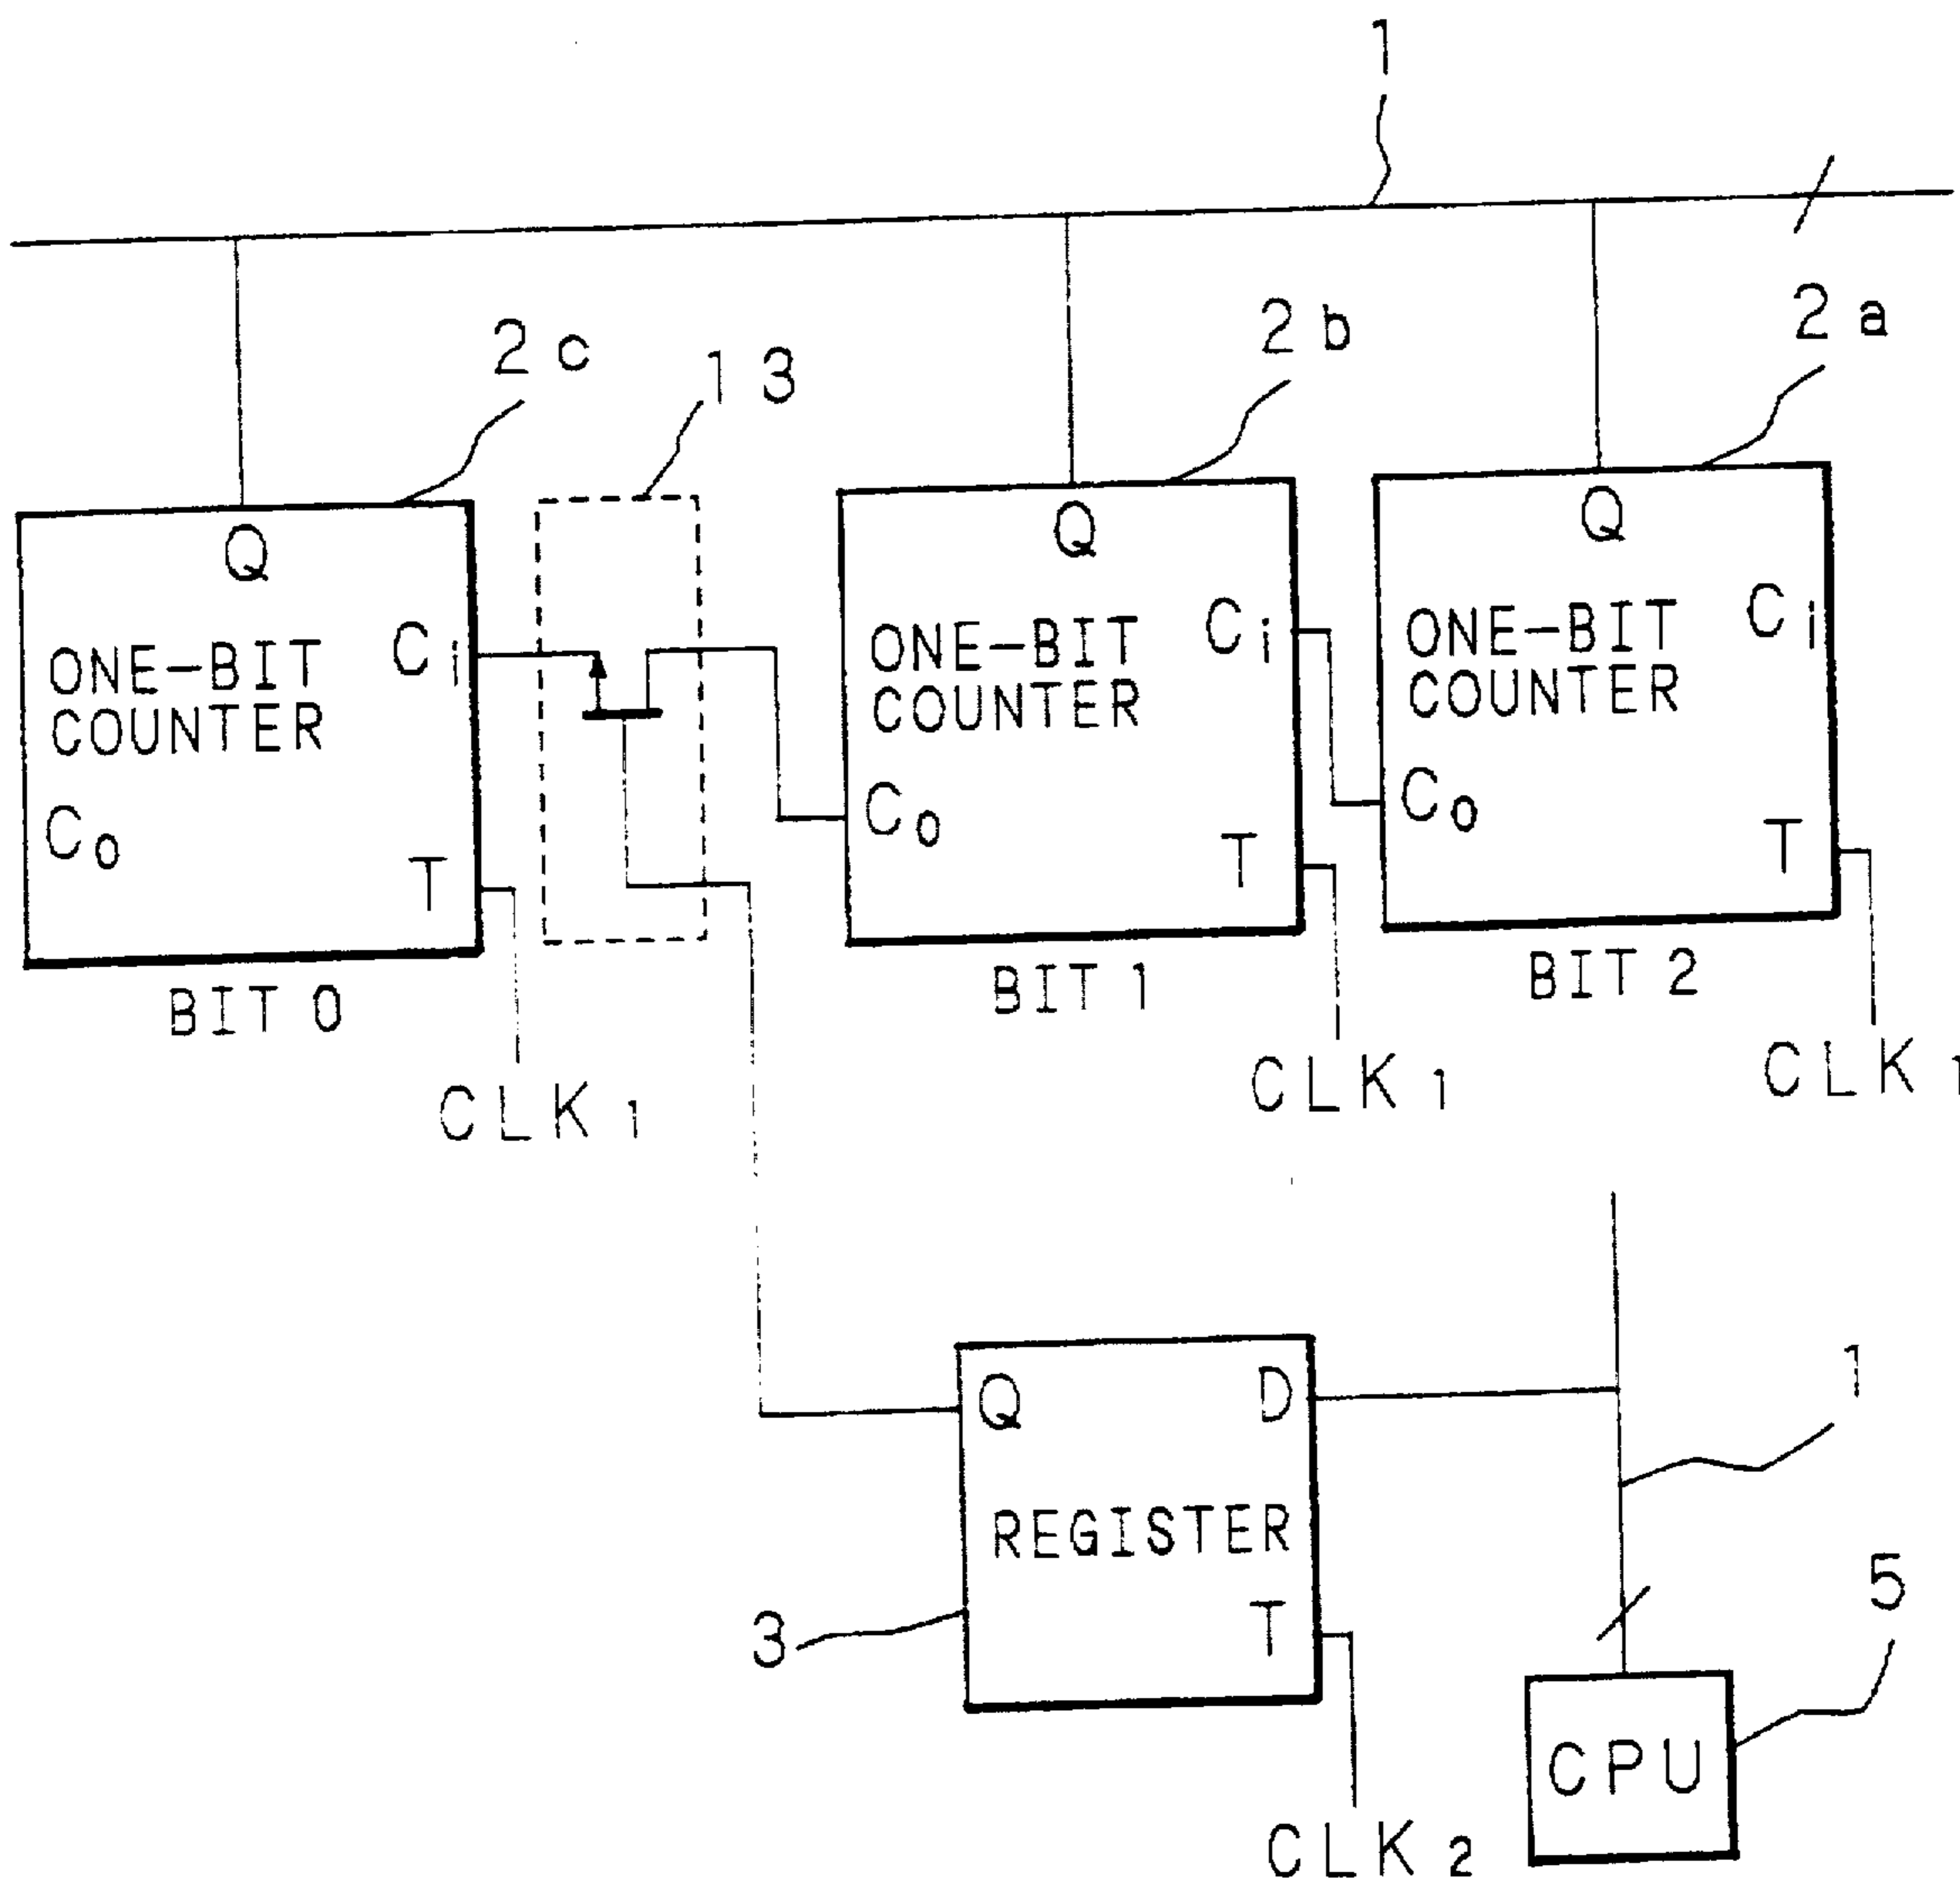 1
2c
13
2b
2a
Q
ONE-BIT
COUNTER
Ci
Co
T
BIT 0
CLK1
Q
ONE-BIT
COUNTER
Ci
Co
T
BIT 1
CLK1
Q
ONE-BIT
COUNTER
Ci
Co
T
BIT 2
CLK1
Q
D
REGISTER
T
3
CLK2
1
5
CPU